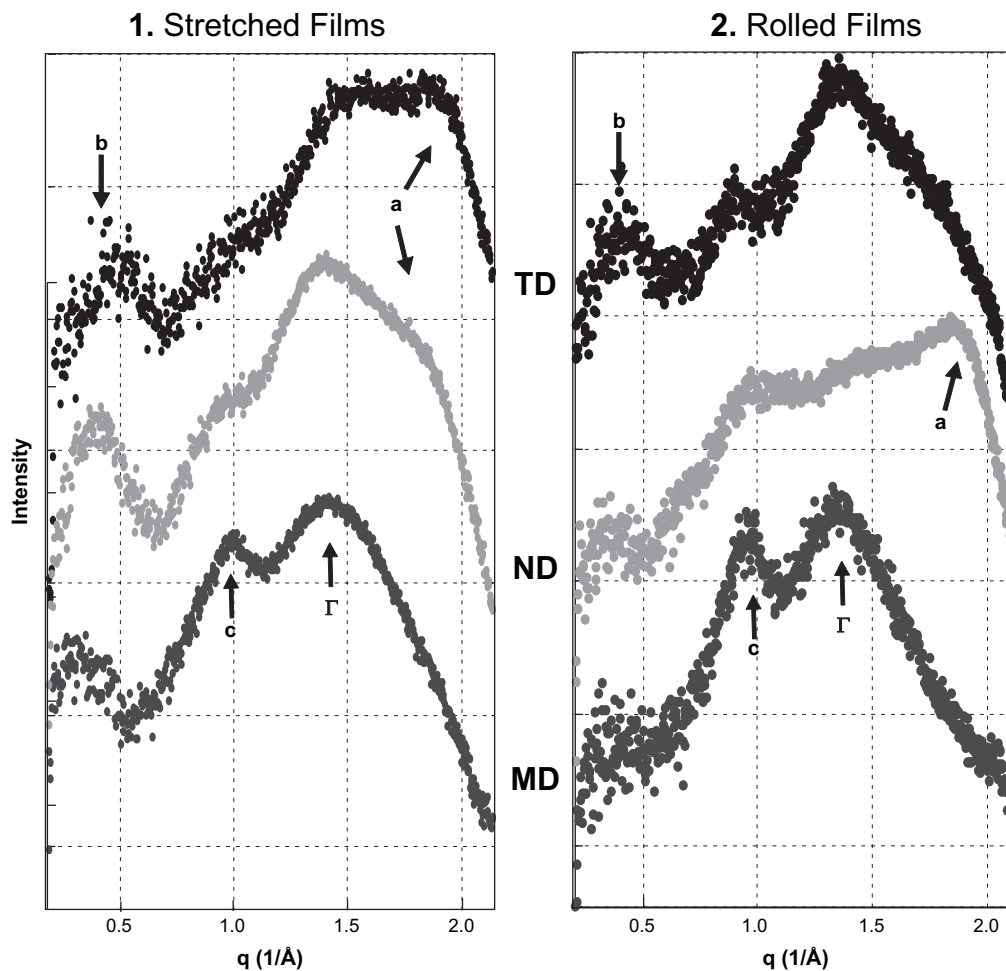 1. Stretched Films
2. Rolled Films
b
a
c
Γ
b
a
c
Γ
TD
ND
MD
Intensity
0.5 1.0 1.5 2.0
0.5 1.0 1.5 2.0
q (1/Å)
q (1/Å)